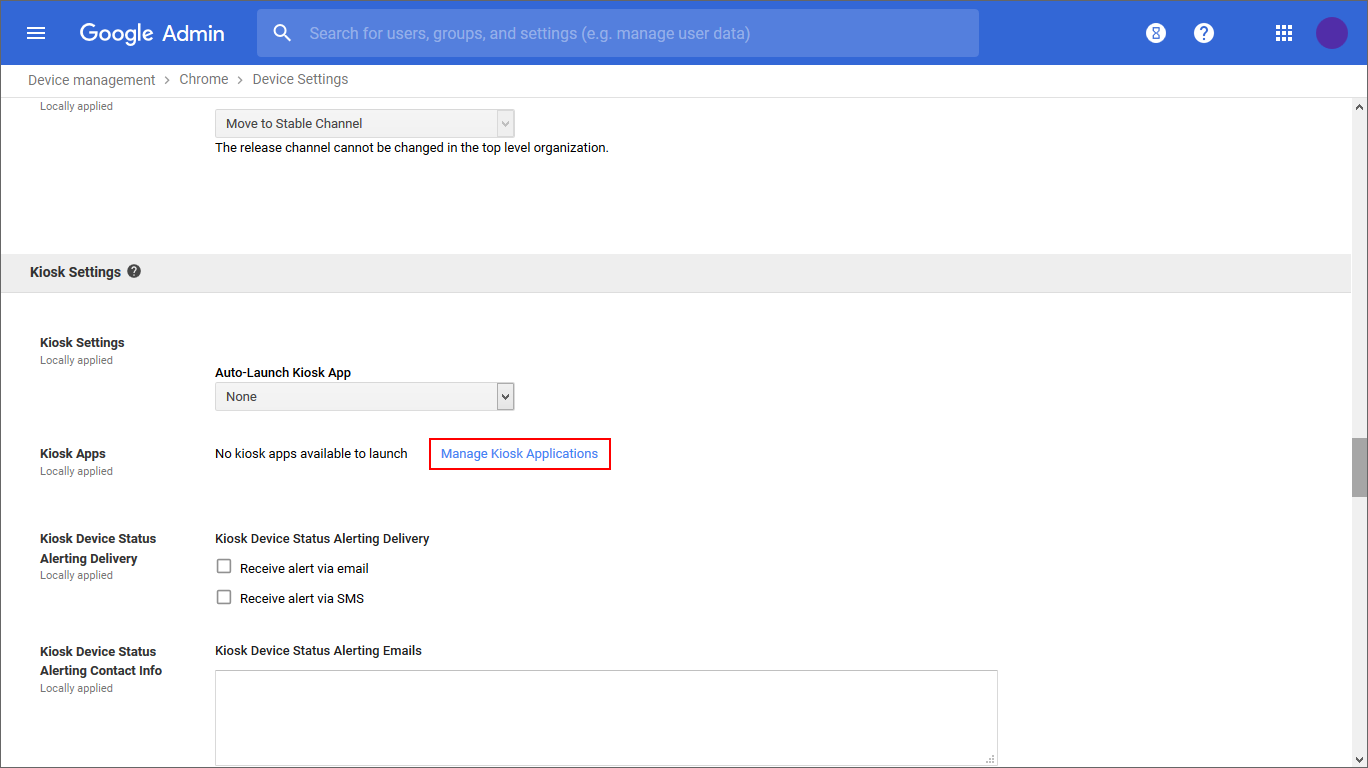 Google Admin
Search for users, groups, and settings (e.g. manage user data)
Device management > Chrome > Device Settings
Locally applied
Move to Stable Channel
The release channel cannot be changed in the top level organization.
Kiosk Settings
Kiosk Settings
Locally applied
Auto-Launch Kiosk App
None
Kiosk Apps
Locally applied
No kiosk apps available to launch
Manage Kiosk Applications
Kiosk Device Status
Alerting Delivery
Locally applied
Kiosk Device Status Alerting Delivery
Receive alert via email
Receive alert via SMS
Kiosk Device Status
Alerting Contact Info
Locally applied
Kiosk Device Status Alerting Emails